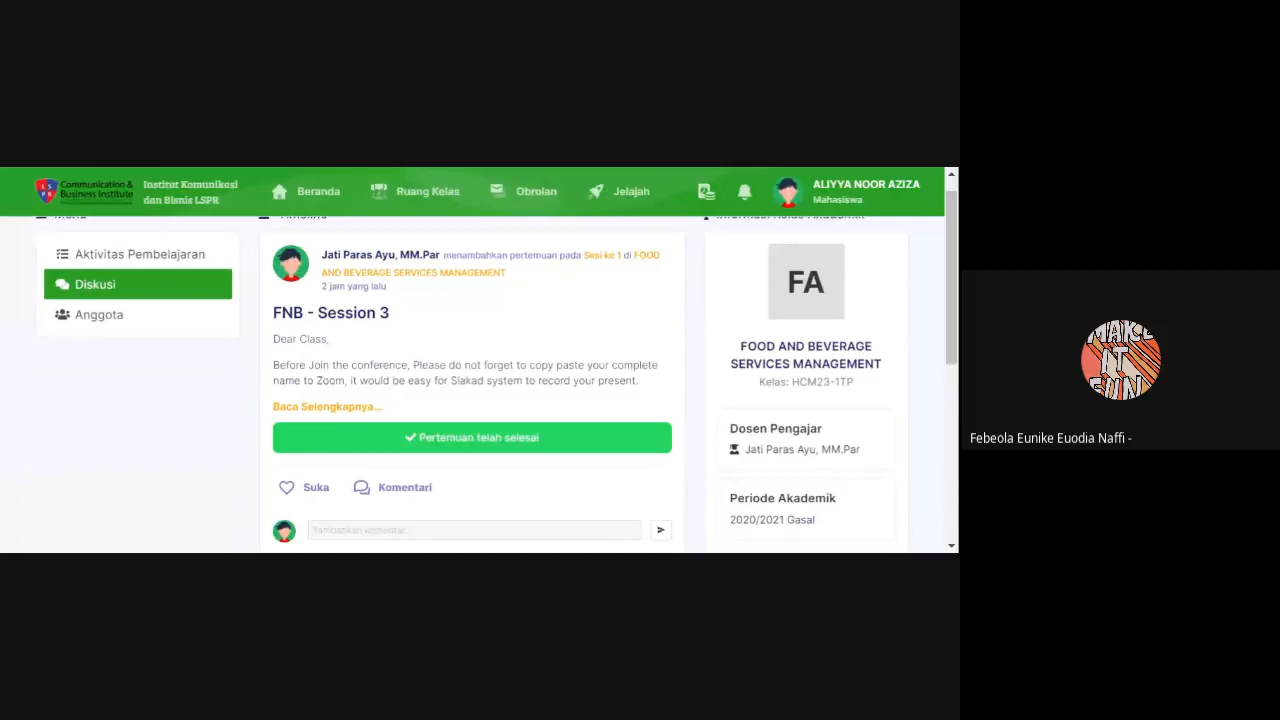 Communication &
Business Institute
Institut Komunikasi
dan Bisnis LSPR
Beranda
Ruang Kelas
Obrolan
Jelajah
ALIYYA NOOR AZIZA
Mahasiswa
Aktivitas Pembelajaran
Diskusi
Anggota
Jati Paras Ayu, MM.Par menambahkan pertemuan pada Sesi ke 1 di FOOD
AND BEVERAGE SERVICES MANAGEMENT
2 jam yang lalu
FNB - Session 3
Dear Class,
Before Join the conference, Please do not forget to copy paste your complete
name to Zoom, it would be easy for Siakad system to record your present.
Baca Selengkapnya...
Pertemuan telah selesai
Suka
Komentari
Tambahkan komentar...
FA
FOOD AND BEVERAGE
SERVICES MANAGEMENT
Kelas: HCM23-1TP
Dosen Pengajar
Jati Paras Ayu, MM.Par
Periode Akademik
2020/2021 Gasal
MAKE
IT
FUN
Febeola Eunike Euodia Naffi -